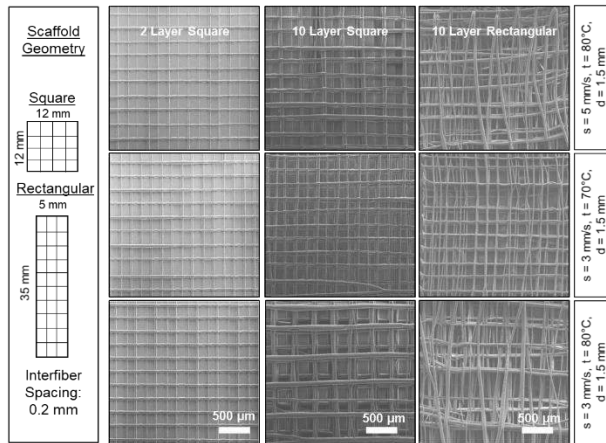 Scaffold
Geometry
Square
12 mm
12 mm
Rectangular
5 mm
35 mm
Interfiber
Spacing:
0.2 mm
2 Layer Square
10 Layer Square
10 Layer Rectangular
s = 5 mm/s, t = 80°C,
d = 1.5 mm
s = 3 mm/s, t = 70°C,
d = 1.5 mm
s = 3 mm/s, t = 80°C,
d = 1.5 mm
500 µm
500 µm
500 µm